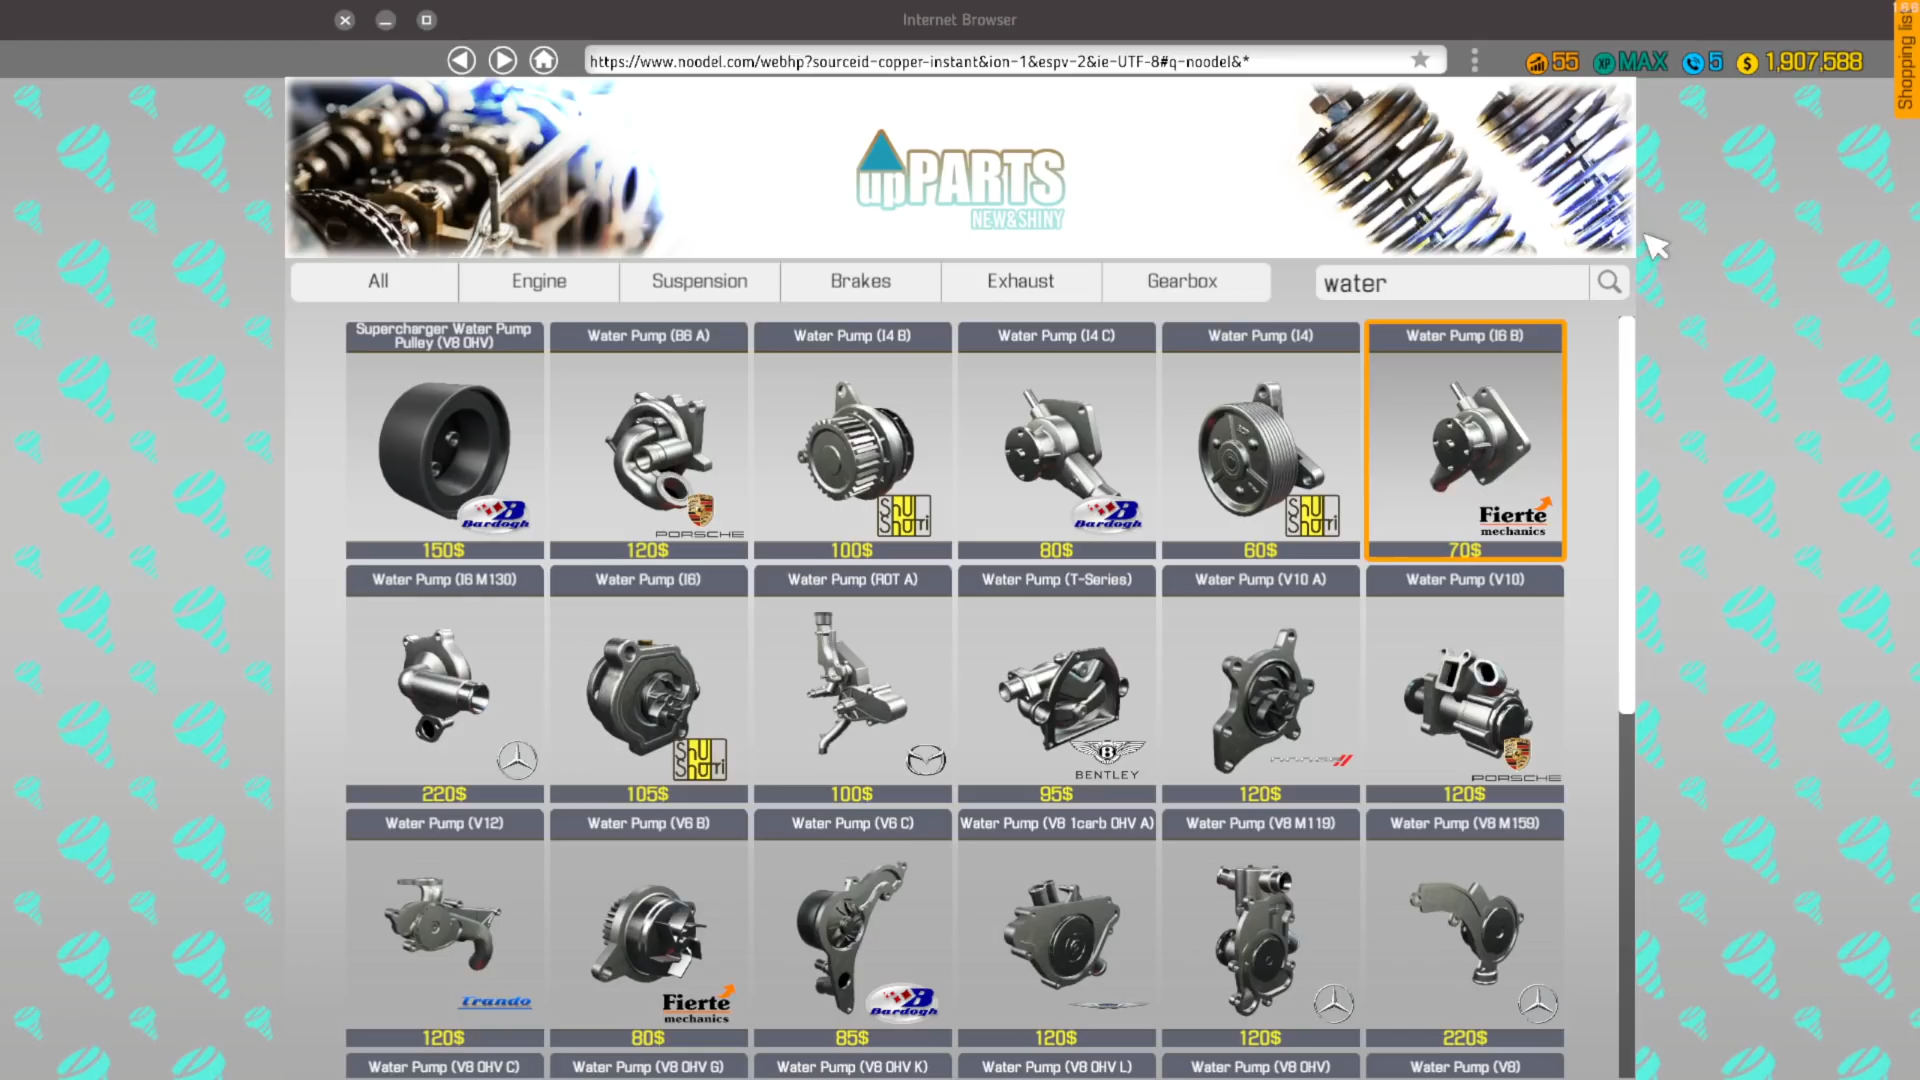 Internet Browser
https://www.noodel.com/webhp?sourceid-copper-instant&ion-1&espv-2&ie-UTF-8#q-noodel&*
55 XP MAX 5 $ 1,907,588
Shopping list
upPARTS
NEW&SHINY
All Engine Suspension Brakes Exhaust Gearbox water
Supercharger Water Pump
Pulley (V8 OHV)
Water Pump (B6 A) Water Pump (I4 B) Water Pump (I4 C) Water Pump (I4) Water Pump (I6 B)
Bardogh PORSCHE Shul Bardogh Shul Fierte
mechanics
150$ 120$ 100$ 80$ 60$ 70$
Water Pump (I6 M130) Water Pump (I6) Water Pump (ROT A) Water Pump (T-Series) Water Pump (V10 A) Water Pump (V10)
Shul B BENTLEY PORSCHE
220$ 105$ 100$ 95$ 120$ 120$
Water Pump (V12) Water Pump (V6 B) Water Pump (V6 C) Water Pump (V8 1carb OHV A) Water Pump (V8 M119) Water Pump (V8 M159)
Trando Fierte Bardogh
mechanics
120$ 80$ 85$ 120$ 120$ 220$
Water Pump (V8 OHV C) Water Pump (V8 OHV G) Water Pump (V8 OHV K) Water Pump (V8 OHV L) Water Pump (V8 OHV) Water Pump (V8)